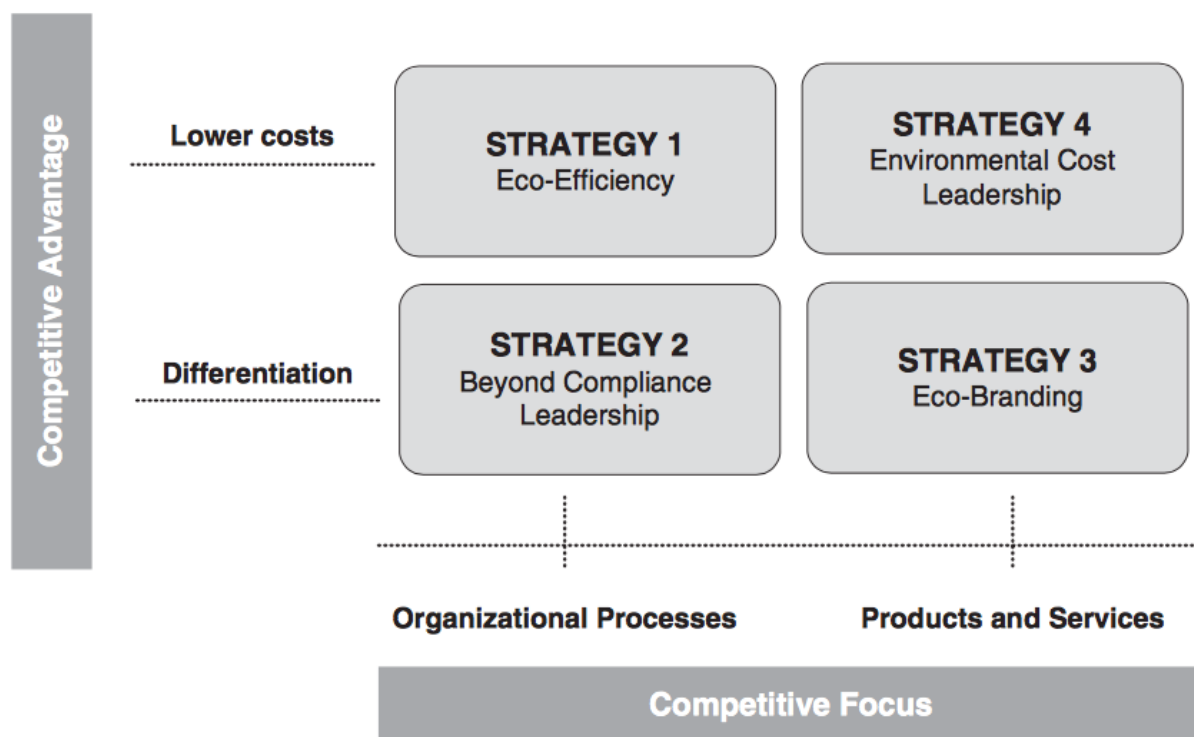 Competitive Advantage
Lower costs
STRATEGY 1
Eco-Efficiency
STRATEGY 4
Environmental Cost
Leadership
Differentiation
STRATEGY 2
Beyond Compliance
Leadership
STRATEGY 3
Eco-Branding
Organizational Processes
Products and Services
Competitive Focus